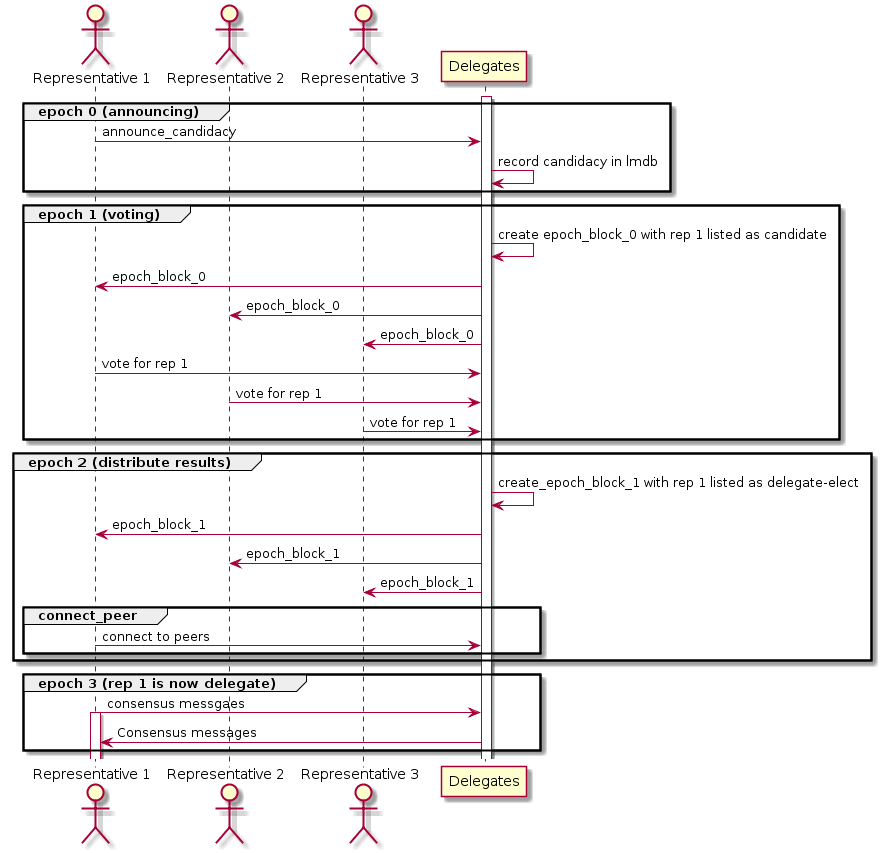 Representative 1 Representative 2 Representative 3 Delegates
epoch 0 (announcing)
announce_candidacy
record candidacy in lmdb
epoch 1 (voting)
create epoch_block_0 with rep 1 listed as candidate
epoch_block_0
epoch_block_0
epoch_block_0
vote for rep 1
vote for rep 1
vote for rep 1
epoch 2 (distribute results)
create_epoch_block_1 with rep 1 listed as delegate-elect
epoch_block_1
epoch_block_1
epoch_block_1
connect_peer
connect to peers
epoch 3 (rep 1 is now delegate)
consensus messgaes
Consensus messages
Representative 1 Representative 2 Representative 3 Delegates